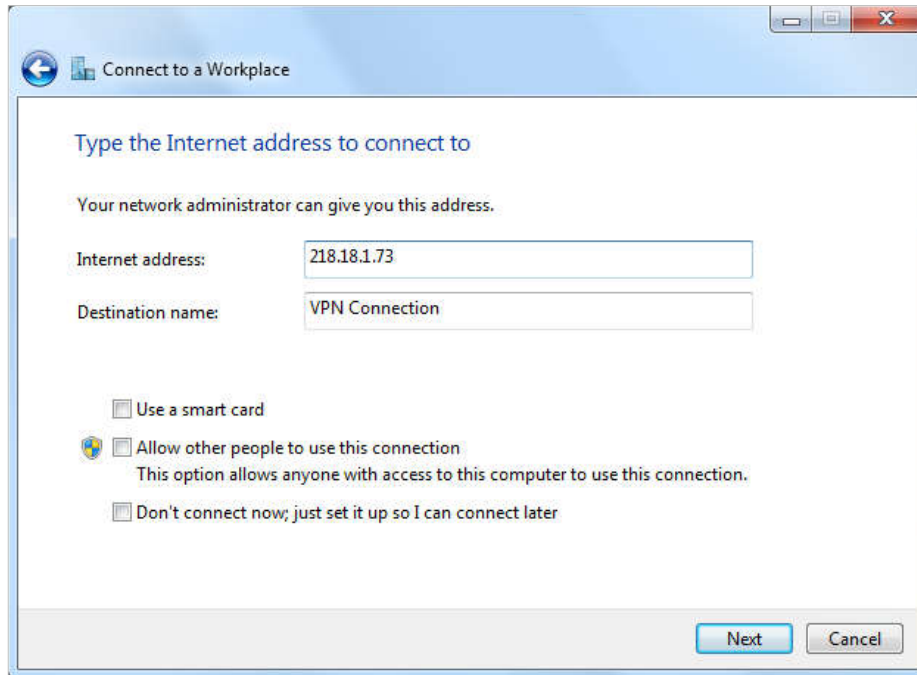 Connect to a Workplace
Type the Internet address to connect to
Your network administrator can give you this address.
Internet address:
218.18.1.73
Destination name:
VPN Connection
Use a smart card
Allow other people to use this connection
This option allows anyone with access to this computer to use this connection.
Don't connect now; just set it up so I can connect later
Next
Cancel